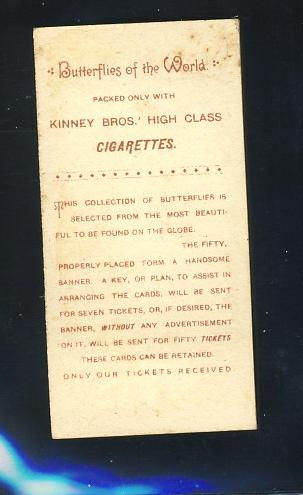 Butterflies of the World.
PACKED ONLY WITH
KINNEY BROS.' HIGH CLASS
CIGARETTES.
THIS COLLECTION OF BUTTERFLIES IS
SELECTED FROM THE MOST BEAUTI-
FUL TO BE FOUND ON THE GLOBE.
THE FIFTY,
PROPERLY PLACED FORM A HANDSOME
BANNER. A KEY, OR PLAN, TO ASSIST IN
ARRANGING THE CARDS, WILL BE SENT
FOR SEVEN TICKETS, OR, IF DESIRED, THE
BANNER, WITHOUT ANY ADVERTISEMENT
ON IT, WILL BE SENT FOR FIFTY TICKETS
THESE CARDS CAN BE RETAINED.
ONLY OUR TICKETS RECEIVED